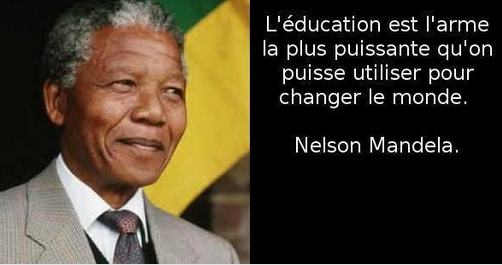 L'éducation est l'arme
la plus puissante qu'on
puisse utiliser pour
changer le monde.
Nelson Mandela.